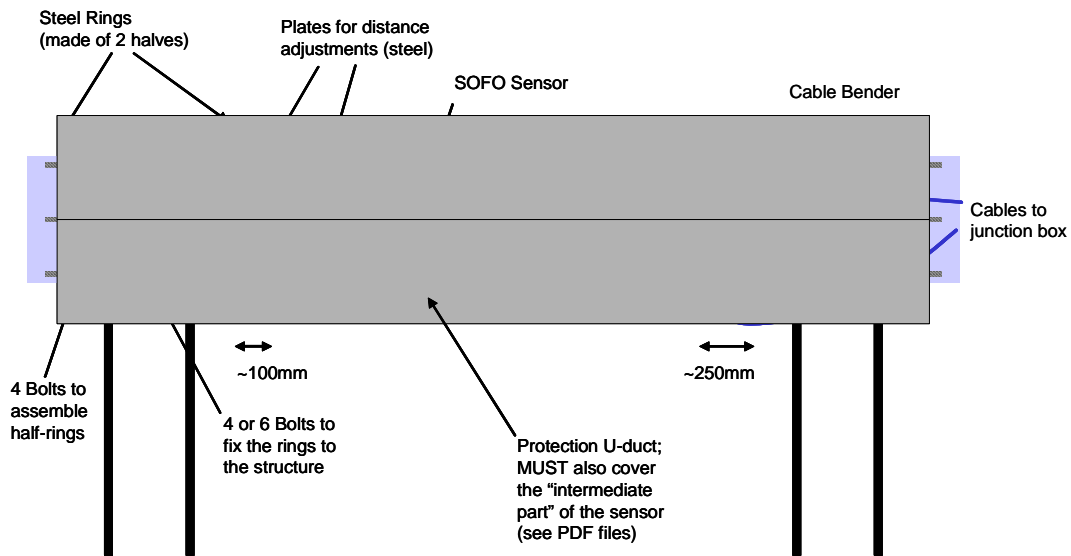 Steel Rings
(made of 2 halves)
Plates for distance
adjustments (steel)
SOFO Sensor
Cable Bender
Cables to
junction box
~100mm
~250mm
4 Bolts to
assemble
half-rings
4 or 6 Bolts to
fix the rings to
the structure
Protection U-duct;
MUST also cover
the “intermediate
part” of the sensor
(see PDF files)